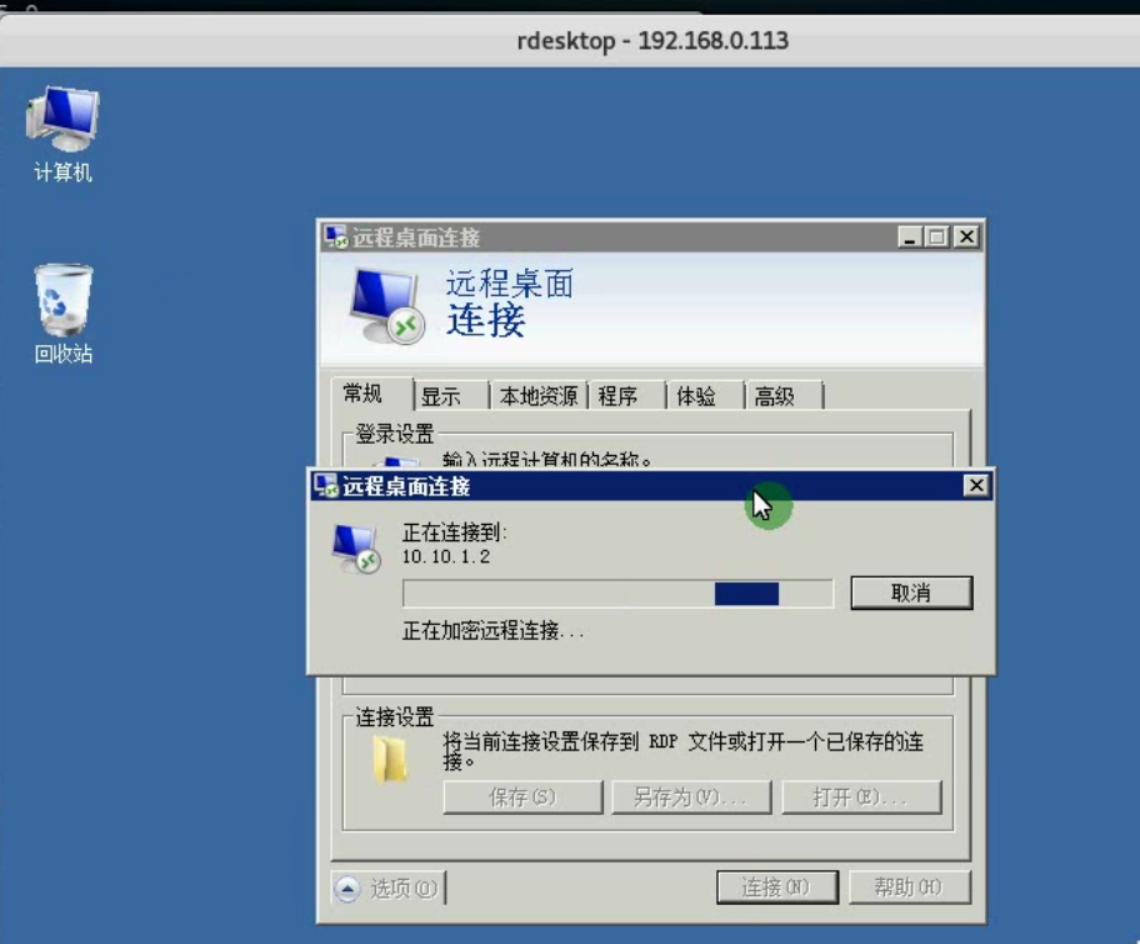 rdesktop - 192.168.0.113
计算机
回收站
远程桌面连接
远程桌面
连接
常规 显示 本地资源 程序 体验 高级
登录设置
输入远程计算机的名称。
远程桌面连接
正在连接到:
10.10.1.2
取消
正在加密远程连接...
连接设置
将当前连接设置保存到 RDP 文件或打开一个已保存的连
接。
保存(S) 另存为(V)... 打开(E)...
选项(O) 连接(N) 帮助(H)